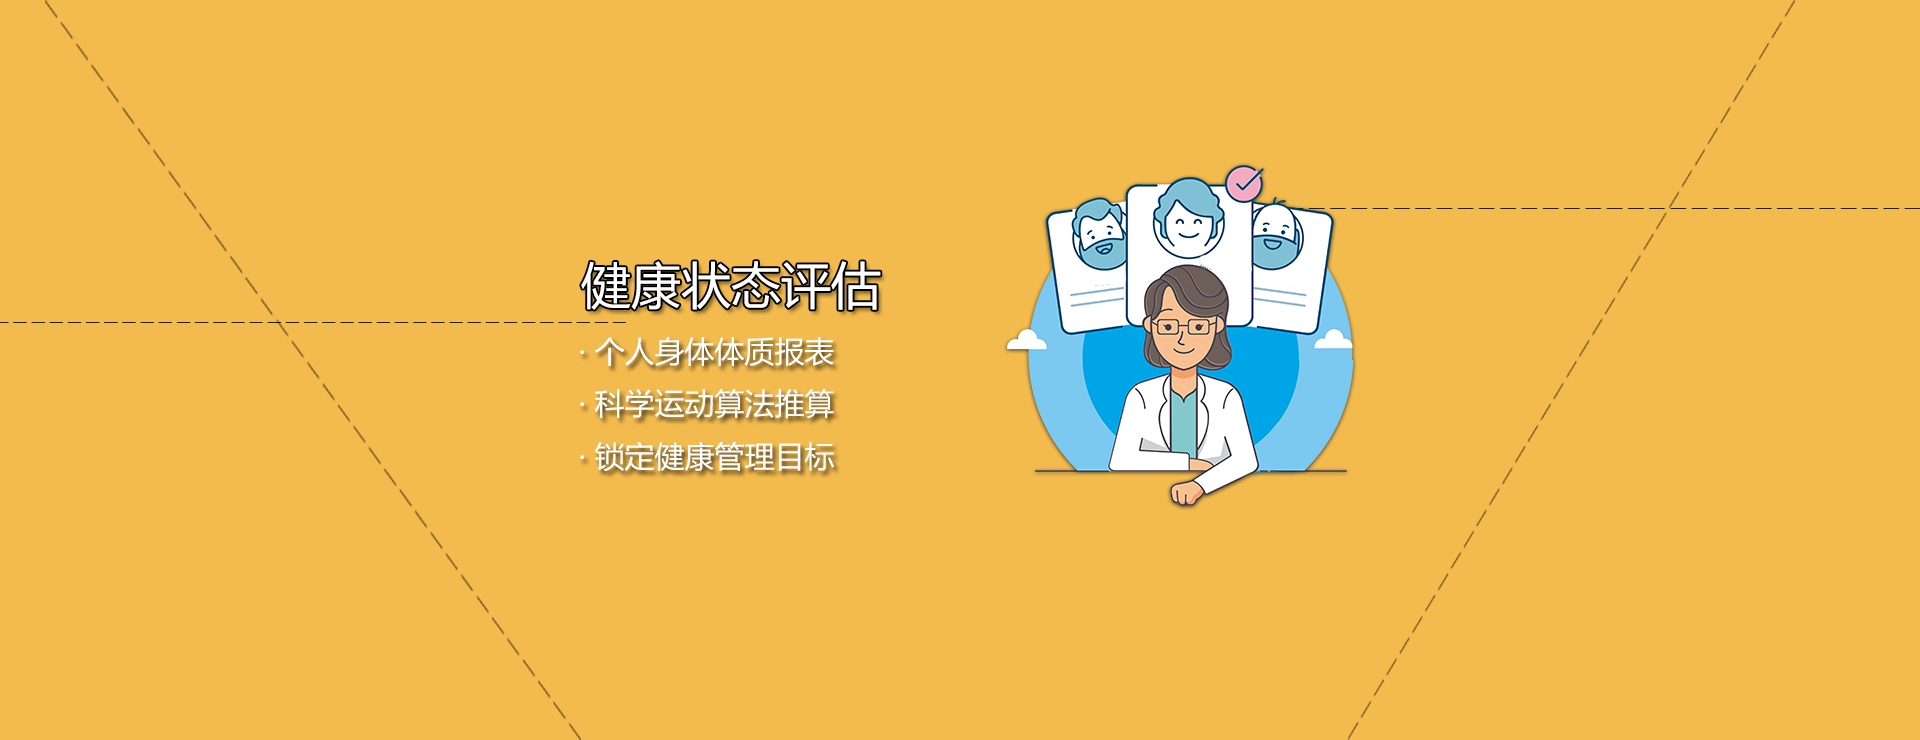 健康状态评估
· 个人身体体质报表
· 科学运动算法推算
· 锁定健康管理目标